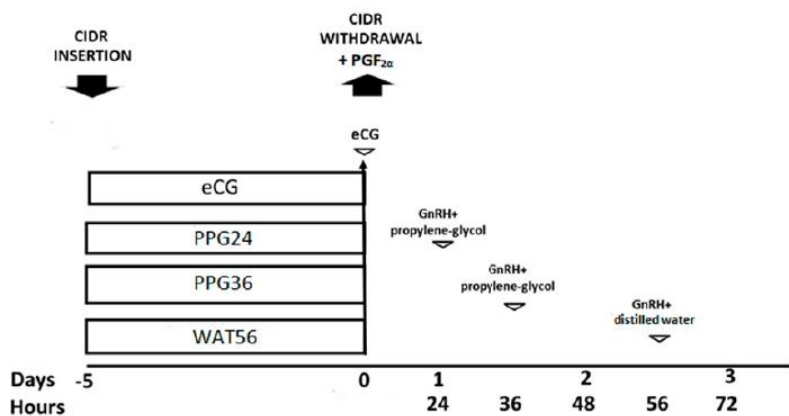 CIDR
INSERTION
CIDR
WITHDRAWAL
+ PGF2α
eCG
eCG
PPG24
GnRH+
propylene-glycol
PPG36
GnRH+
propylene-glycol
WAT56
GnRH+
distilled water
Days -5 0 1 2 3
Hours 24 36 48 56 72